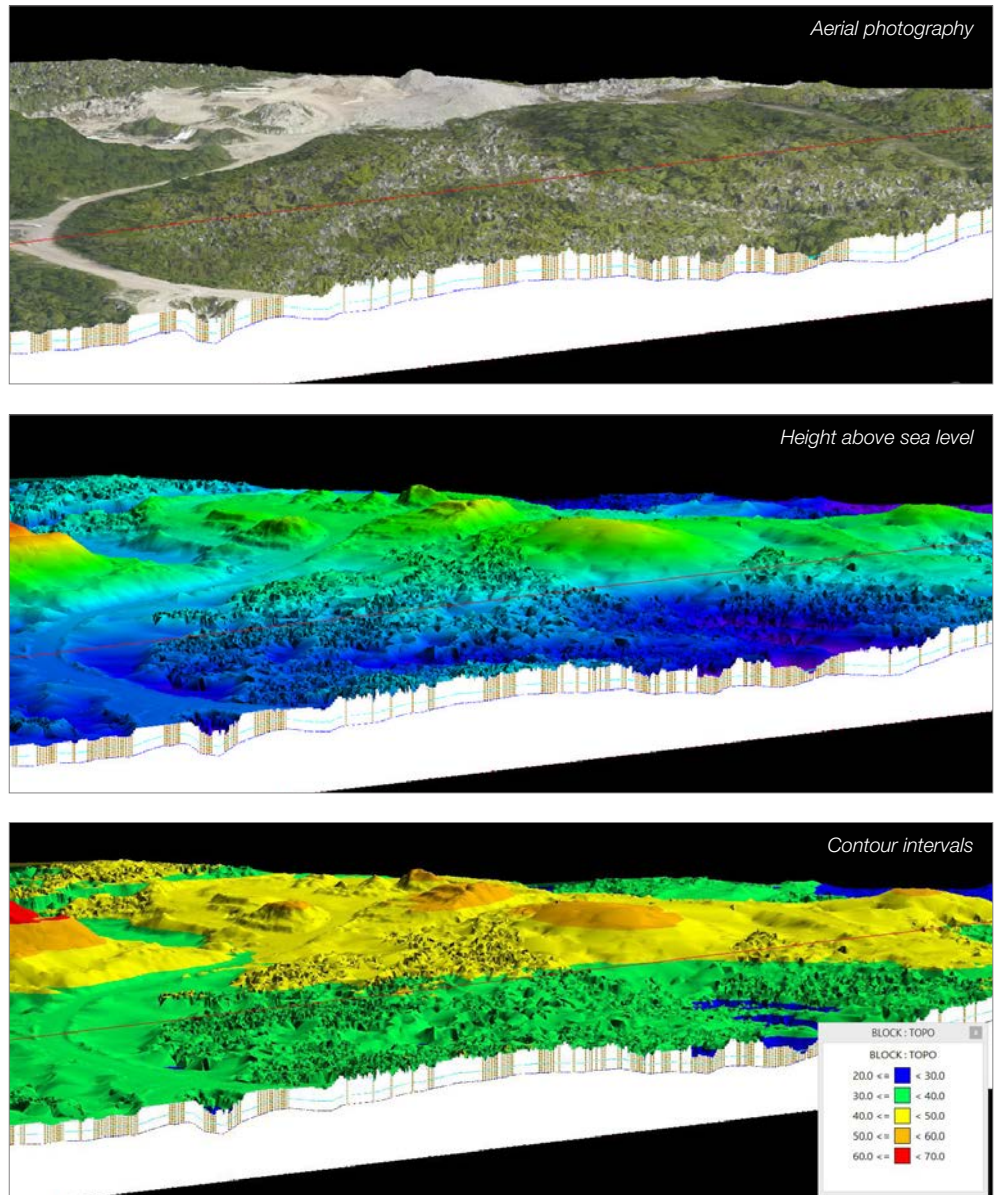 Aerial photography
Height above sea level
Contour intervals
BLOCK : TOPO
x
BLOCK : TOPO
20.0 <= < 30.0
30.0 <= < 40.0
40.0 <= < 50.0
50.0 <= < 60.0
60.0 <= < 70.0